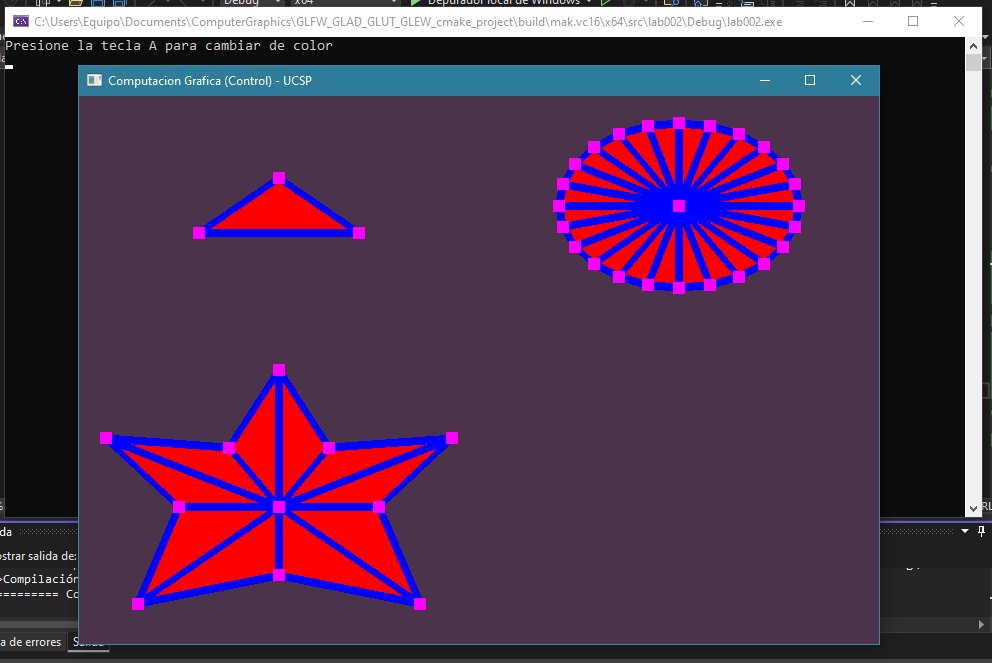 Debug
x64
Depurador local de Windows
C:\Users\Equipo\Documents\ComputerGraphics\GLFW_GLAD_GLUT_GLEW_cmake_project\build\mak.vc16\x64\src\lab002\Debug\lab002.exe
Presione la tecla A para cambiar de color
Computacion Grafica (Control) - UCSP
da
ostrar salida de:
>Compilación
========= Co
a de errores